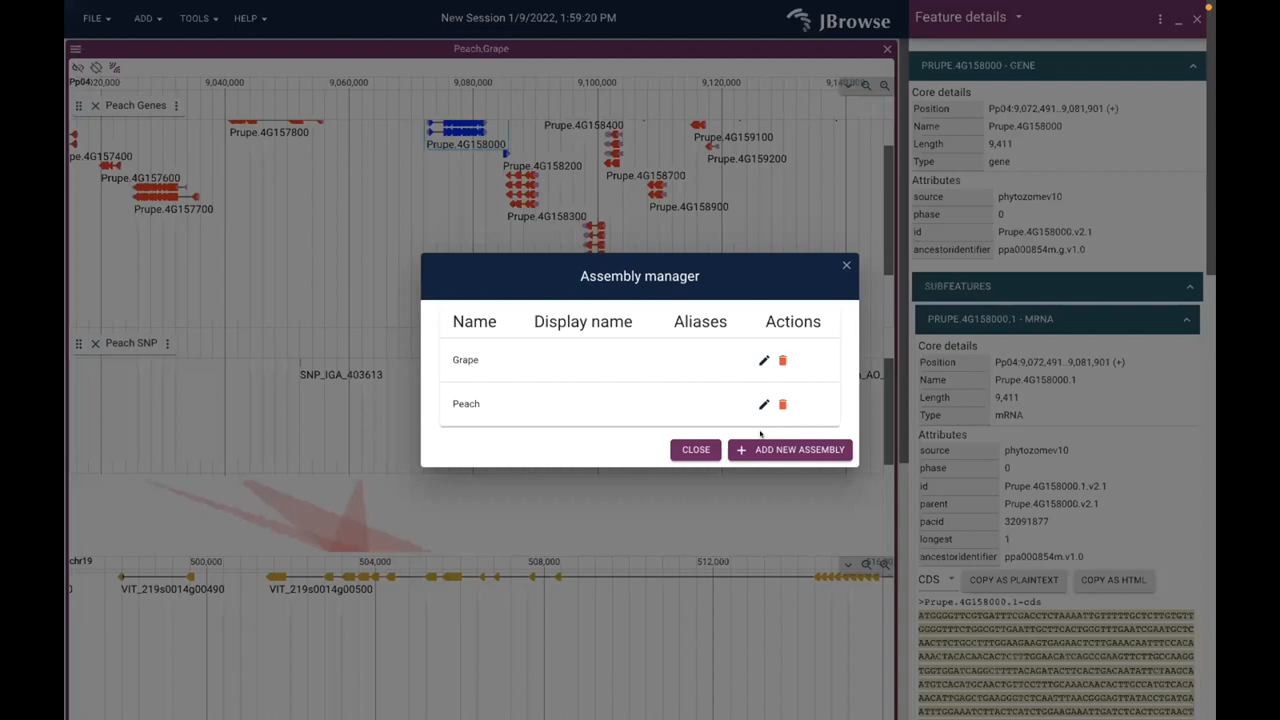 FILE
ADD
TOOLS
HELP
New Session 1/9/2022, 1:59:20 PM
JBrowse
Feature details
Peach,Grape
Pp04:
9,040,000
9,060,000
9,080,000
9,100,000
9,120,000
Peach Genes
Prupe.4G157800
pe.4G157400
Prupe.4G157600
Prupe.4G157700
Prupe.4G158000
Prupe.4G158200
Prupe.4G158300
Prupe.4G158400
Prupe.4G158700
Prupe.4G158900
Prupe.4G159100
Prupe.4G159200
Peach SNP
SNP_IGA_403613
a_AO_
Assembly manager
Name Display name Aliases Actions
Grape
Peach
CLOSE
ADD NEW ASSEMBLY
chr19
500,000
504,000
508,000
512,000
VIT_219s0014g00490
VIT_219s0014g00500
PRUPE.4G158000 - GENE
Core details
Position Pp04:9,072,491..9,081,901 (+)
Name Prupe.4G158000
Length 9,411
Type gene
Attributes
source phytozomev10
phase 0
id Prupe.4G158000.v2.1
ancestoridentifier ppa000854m.g.v1.0
SUBFEATURES
PRUPE.4G158000.1 - MRNA
Core details
Position Pp04:9,072,491..9,081,901 (+)
Name Prupe.4G158000.1
Length 9,411
Type mRNA
Attributes
source phytozomev10
phase 0
id Prupe.4G158000.1.v2.1
parent Prupe.4G158000.v2.1
pacid 32091877
longest 1
ancestoridentifier ppa000854m.v1.0
CDS COPY AS PLAINTEXT COPY AS HTML
>Prupe.4G158000.1-cds